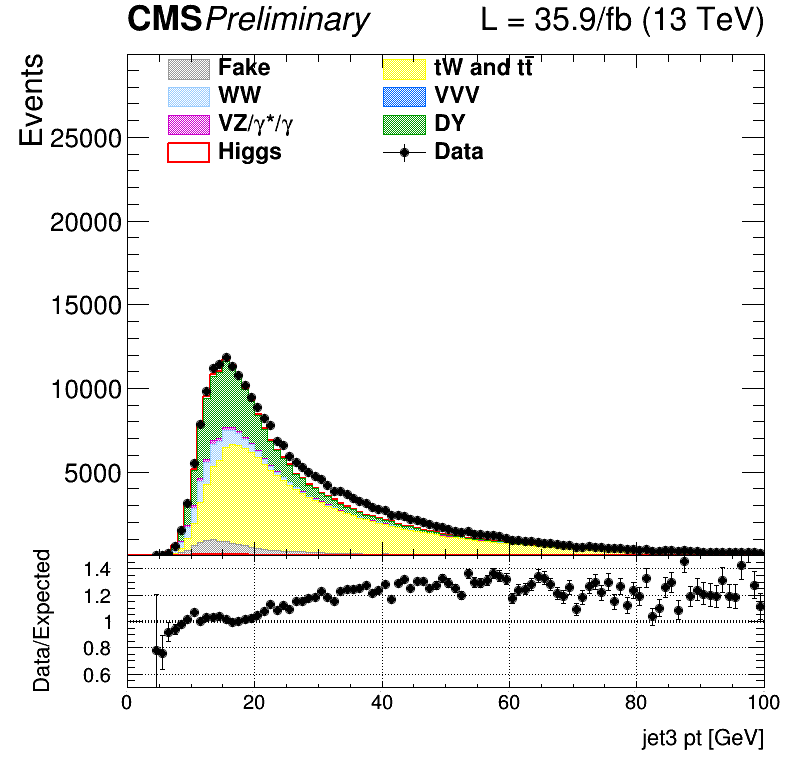 CMS Preliminary L = 35.9/fb (13 TeV)
Events
25000
20000
15000
10000
5000
Fake tW and tt̄
WW VVV
VZ/γ*/γ DY
Higgs Data
Data/Expected
1.4
1.2
1
0.8
0.6
0 20 40 60 80 100
jet3 pt [GeV]